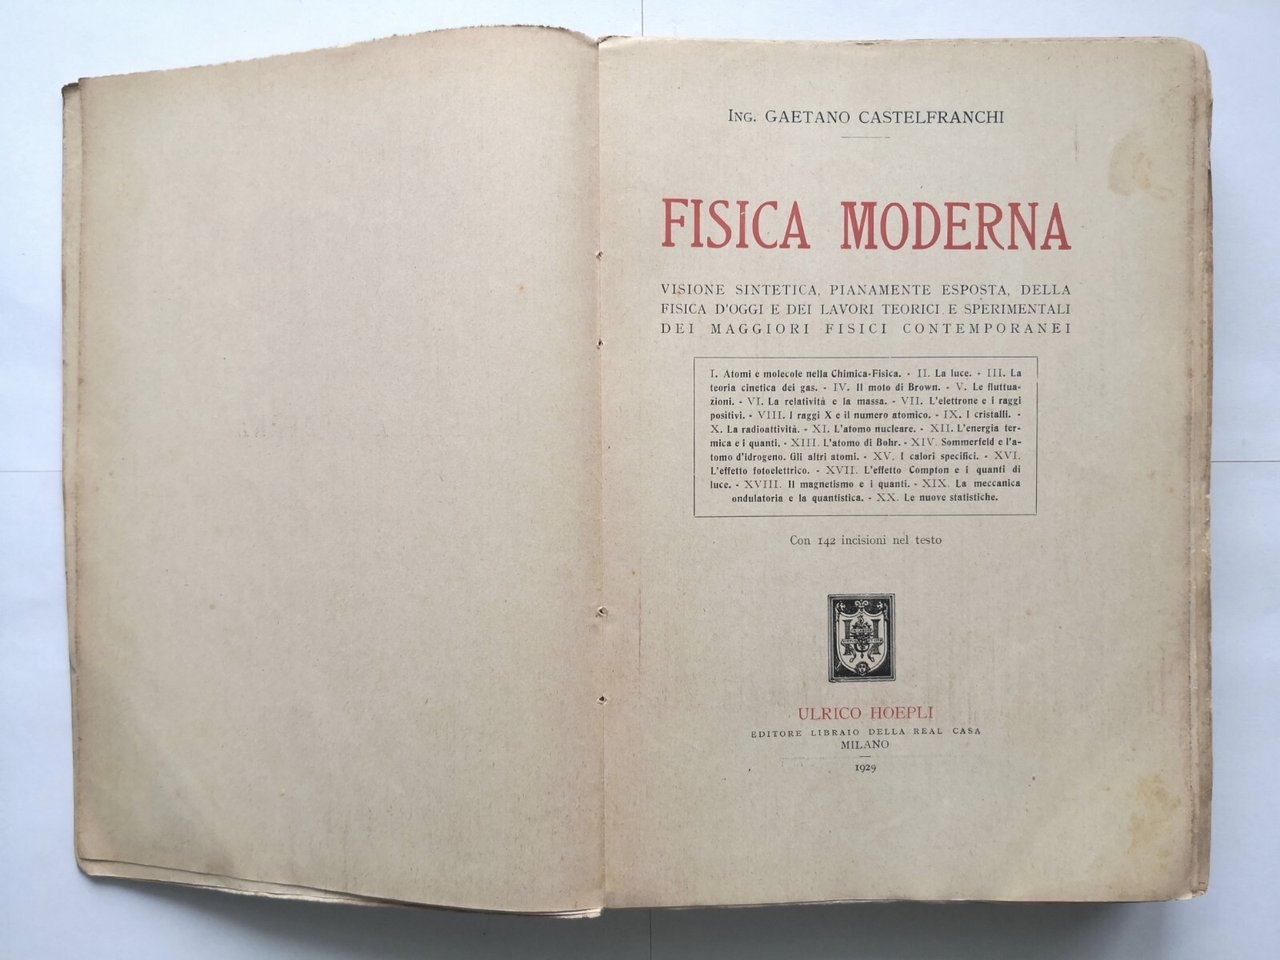 Ing. GAETANO CASTELFRANCHI
FISICA MODERNA
VISIONE SINTETICA, PIANAMENTE ESPOSTA, DELLA
FISICA D'OGGI E DEI LAVORI TEORICI E SPERIMENTALI
DEI MAGGIORI FISICI CONTEMPORANEI
I. Atomi e molecole nella Chimica-Fisica. - II. La luce. - III. La
teoria cinetica dei gas. - IV. Il moto di Brown. - V. Le fluttua-
zioni. - VI. La relatività e la massa. - VII. L'elettrone e i raggi
positivi. - VIII. I raggi X e il numero atomico. - IX. I cristalli. -
X. La radioattività. - XI. L'atomo nucleare. - XII. L'energia ter-
mica e i quanti. - XIII. L'atomo di Bohr. - XIV. Sommerfeld e l'a-
tomo d'idrogeno. Gli altri atomi. - XV. I calori specifici. - XVI.
L'effetto fotoelettrico. - XVII. L'effetto Compton e i quanti di
luce. - XVIII. Il magnetismo e i quanti. - XIX. La meccanica
ondulatoria e la quantistica. - XX. Le nuove statistiche.
Con 142 incisioni nel testo
ULRICO HOEPLI
EDITORE LIBRAIO DELLA REAL CASA
MILANO
1929